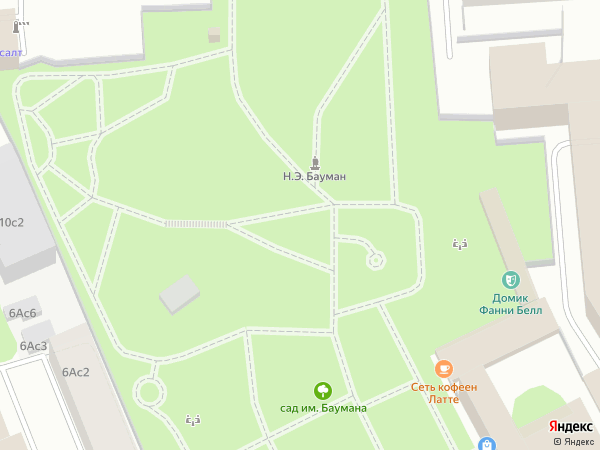 салт
Н.Э. Бауман
10с2
Домик
Фанни Белл
6Ас6
6Ас3
6Ас2
Сеть кофеен
Латте
сад им. Баумана
Яндекс
© Яндекс